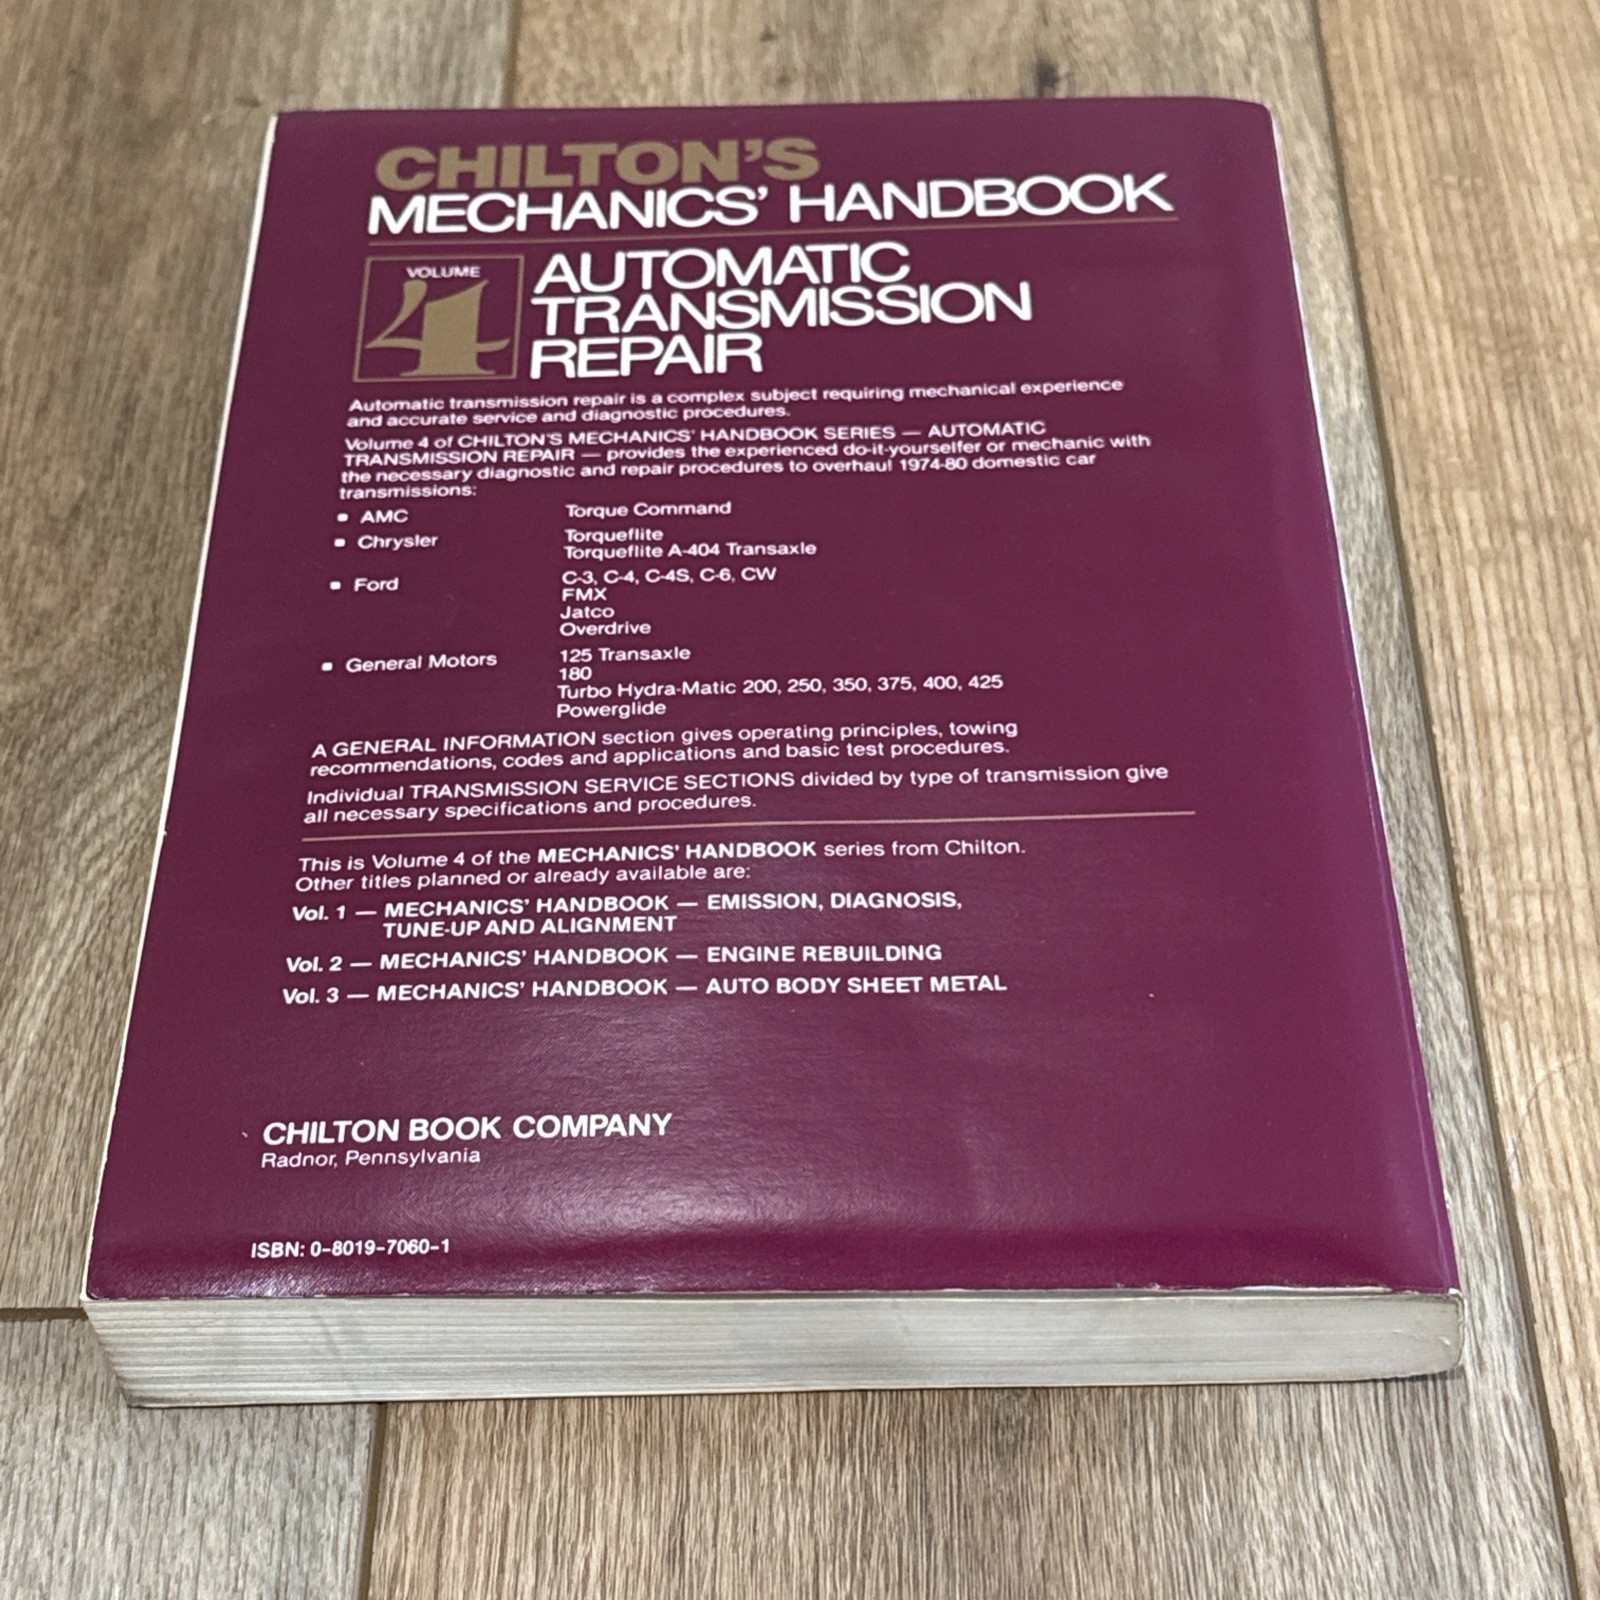 CHILTON'S
MECHANICS' HANDBOOK
VOLUME
4
AUTOMATIC
TRANSMISSION
REPAIR
Automatic transmission repair is a complex subject requiring mechanical experience
and accurate service and diagnostic procedures.
Volume 4 of CHILTON'S MECHANICS' HANDBOOK SERIES — AUTOMATIC
TRANSMISSION REPAIR — provides the experienced do-it-yourselfer or mechanic with
the necessary diagnostic and repair procedures to overhaul 1974-80 domestic car
transmissions:
▪ AMC Torque Command
▪ Chrysler Torqueflite
Torqueflite A-404 Transaxle
▪ Ford C-3, C-4, C-4S, C-6, CW
FMX
Jatco
Overdrive
▪ General Motors 125 Transaxle
180
Turbo Hydra-Matic 200, 250, 350, 375, 400, 425
Powerglide
A GENERAL INFORMATION section gives operating principles, towing
recommendations, codes and applications and basic test procedures.
Individual TRANSMISSION SERVICE SECTIONS divided by type of transmission give
all necessary specifications and procedures.
This is Volume 4 of the MECHANICS' HANDBOOK series from Chilton.
Other titles planned or already available are:
Vol. 1 — MECHANICS' HANDBOOK — EMISSION, DIAGNOSIS,
TUNE-UP AND ALIGNMENT
Vol. 2 — MECHANICS' HANDBOOK — ENGINE REBUILDING
Vol. 3 — MECHANICS' HANDBOOK — AUTO BODY SHEET METAL
CHILTON BOOK COMPANY
Radnor, Pennsylvania
ISBN: 0-8019-7060-1